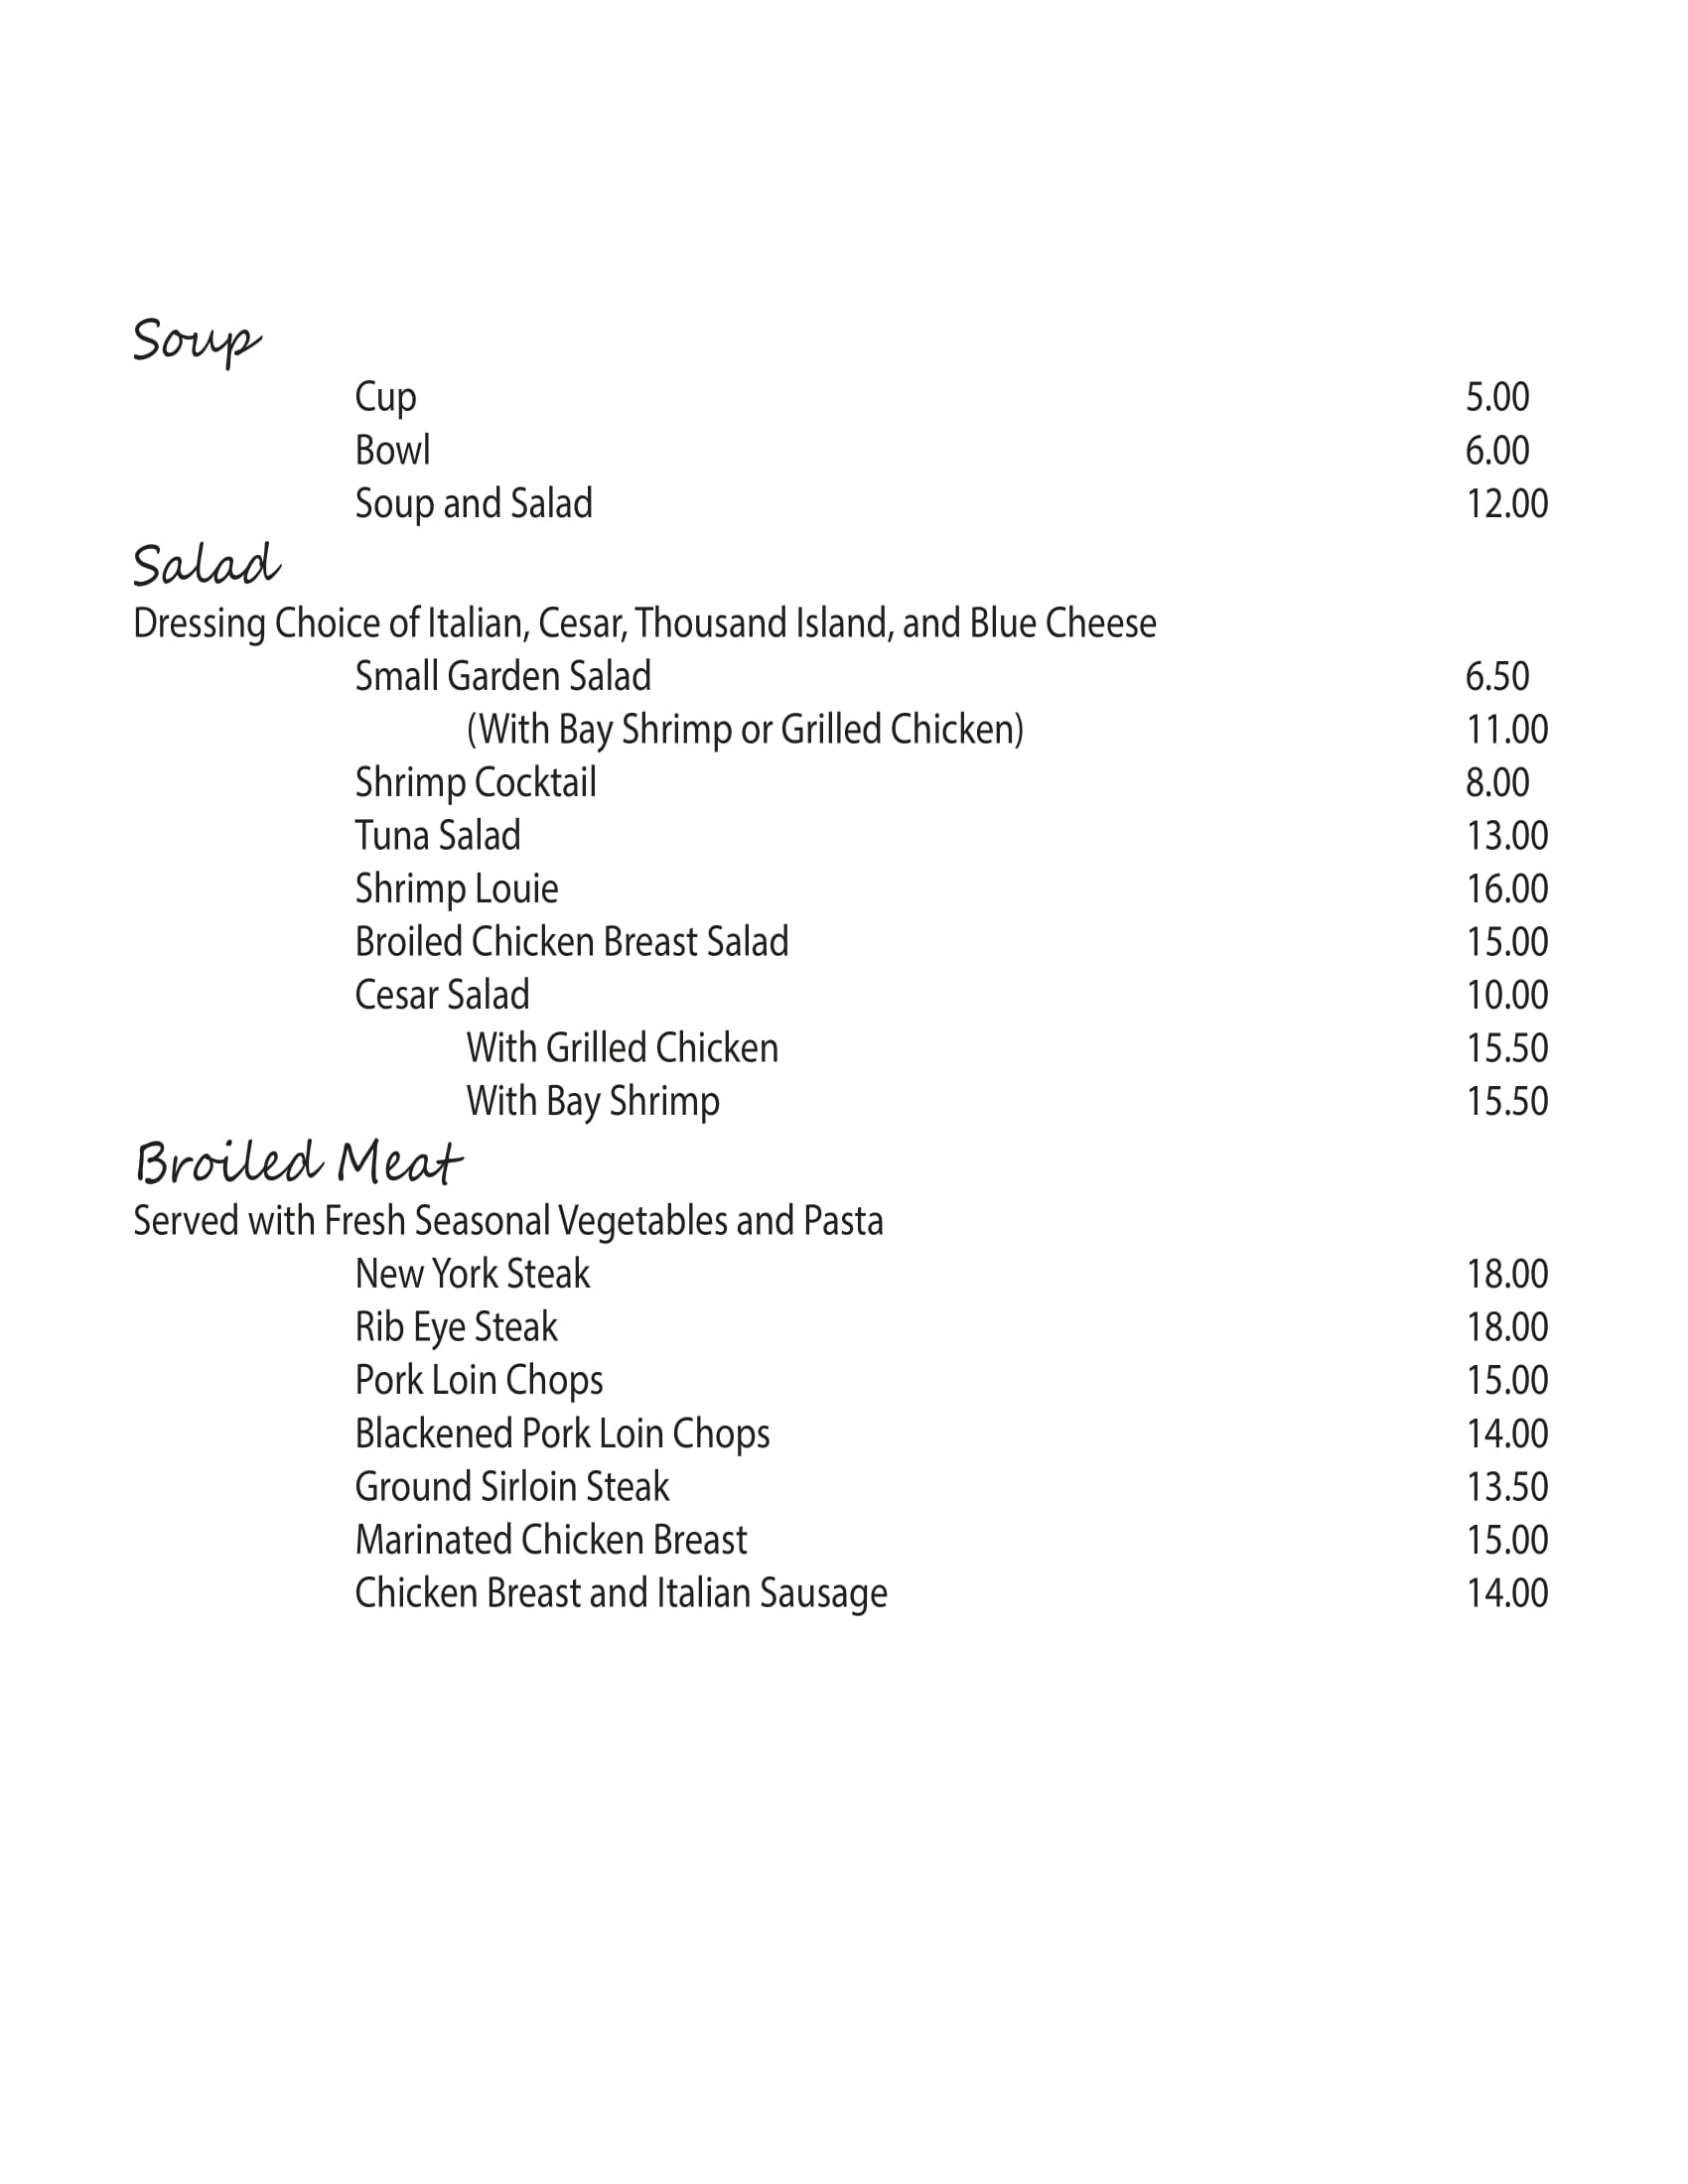 Soup
Cup 5.00
Bowl 6.00
Soup and Salad 12.00
Salad
Dressing Choice of Italian, Cesar, Thousand Island, and Blue Cheese
Small Garden Salad 6.50
(With Bay Shrimp or Grilled Chicken) 11.00
Shrimp Cocktail 8.00
Tuna Salad 13.00
Shrimp Louie 16.00
Broiled Chicken Breast Salad 15.00
Cesar Salad 10.00
With Grilled Chicken 15.50
With Bay Shrimp 15.50
Broiled Meat
Served with Fresh Seasonal Vegetables and Pasta
New York Steak 18.00
Rib Eye Steak 18.00
Pork Loin Chops 15.00
Blackened Pork Loin Chops 14.00
Ground Sirloin Steak 13.50
Marinated Chicken Breast 15.00
Chicken Breast and Italian Sausage 14.00